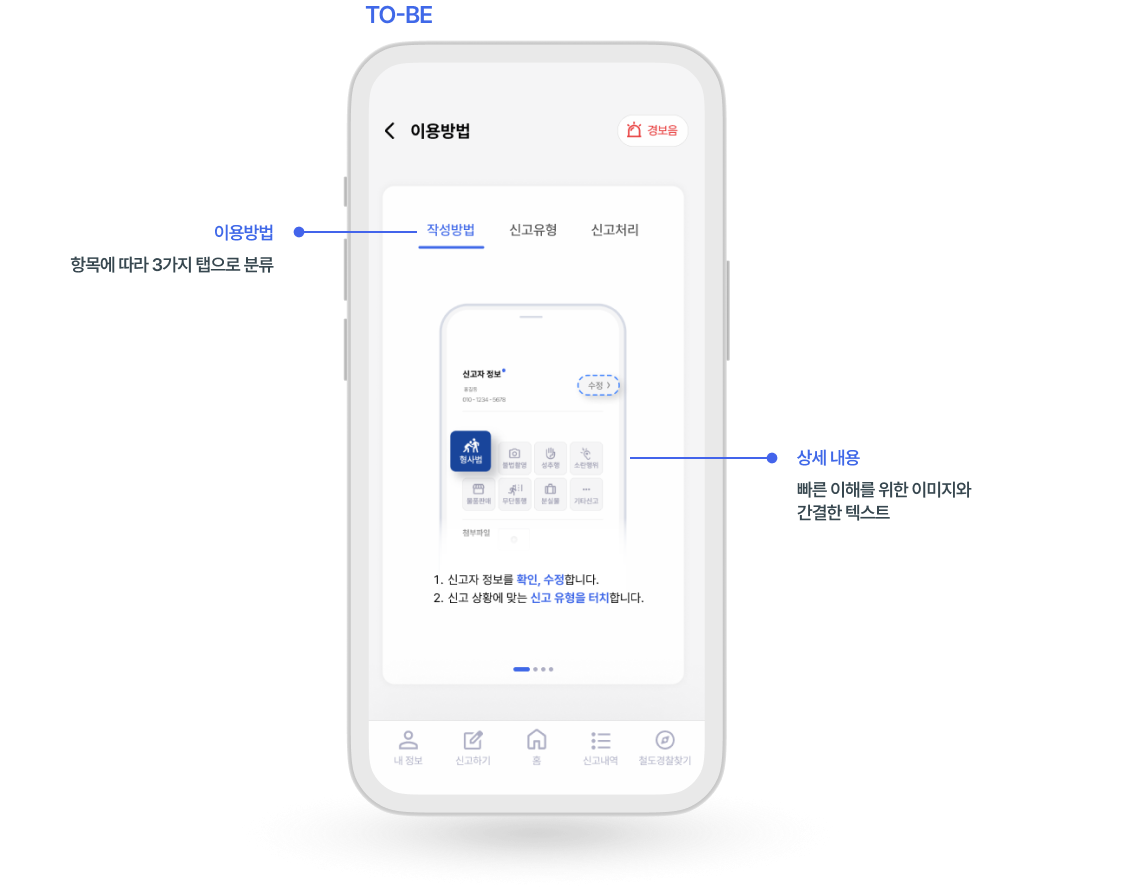 TO-BE
이용방법
경보음
작성방법
신고유형
신고처리
이용방법
항목에 따라 3가지 탭으로 분류
신고자 정보
홍길동
010-1234-5678
수정
형사범
불법촬영
성추행
소란행위
물품판매
무단통행
분실물
기타신고
첨부파일
상세 내용
빠른 이해를 위한 이미지와
간결한 텍스트
1. 신고자 정보를 확인, 수정합니다.
2. 신고 상황에 맞는 신고 유형을 터치합니다.
내 정보
신고하기
홈
신고내역
철도경찰찾기